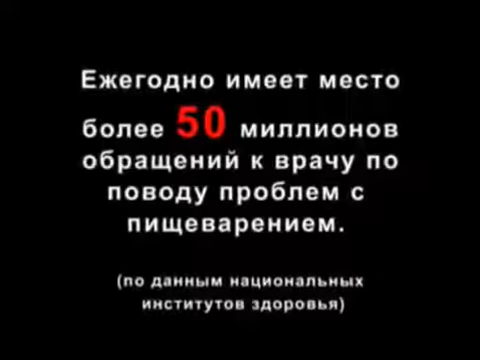 Ежегодно имеет место
более 50 миллионов
обращений к врачу по
поводу проблем с
пищеварением.
(по данным национальных
институтов здоровья)